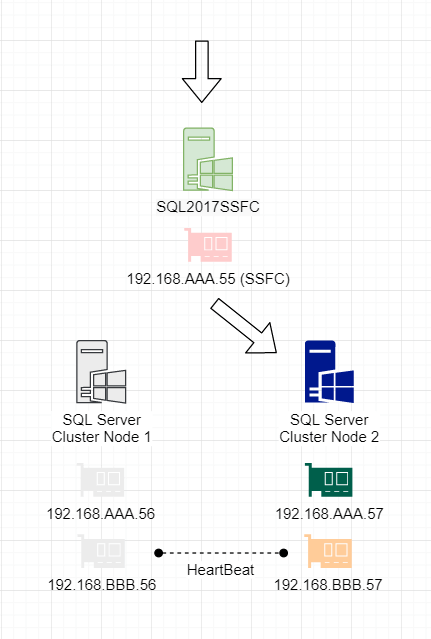 SQL2017SSFC
192.168.AAA.55 (SSFC)
SQL Server
Cluster Node 1
SQL Server
Cluster Node 2
192.168.AAA.56
192.168.AAA.57
HeartBeat
192.168.BBB.56
192.168.BBB.57